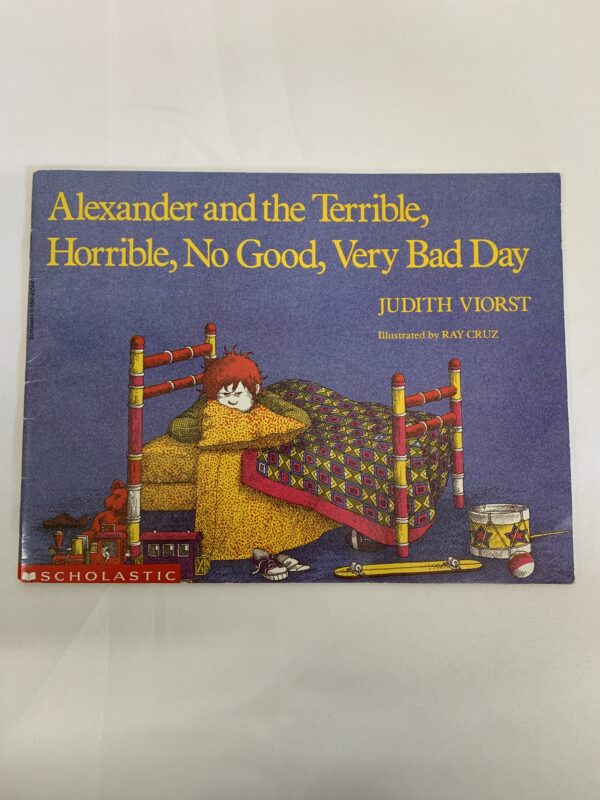 Alexander and the Terrible,
Horrible, No Good, Very Bad Day
JUDITH VIORST
Illustrated by RAY CRUZ
SCHOLASTIC